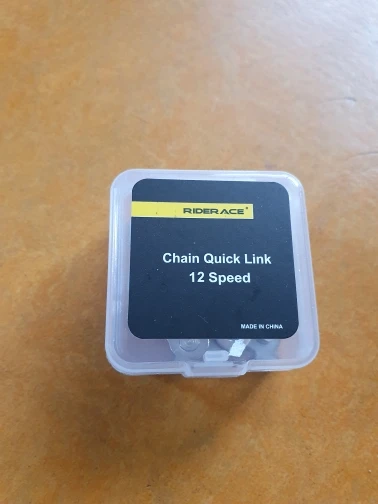 RIDERACE
Chain Quick Link
12 Speed
MADE IN CHINA